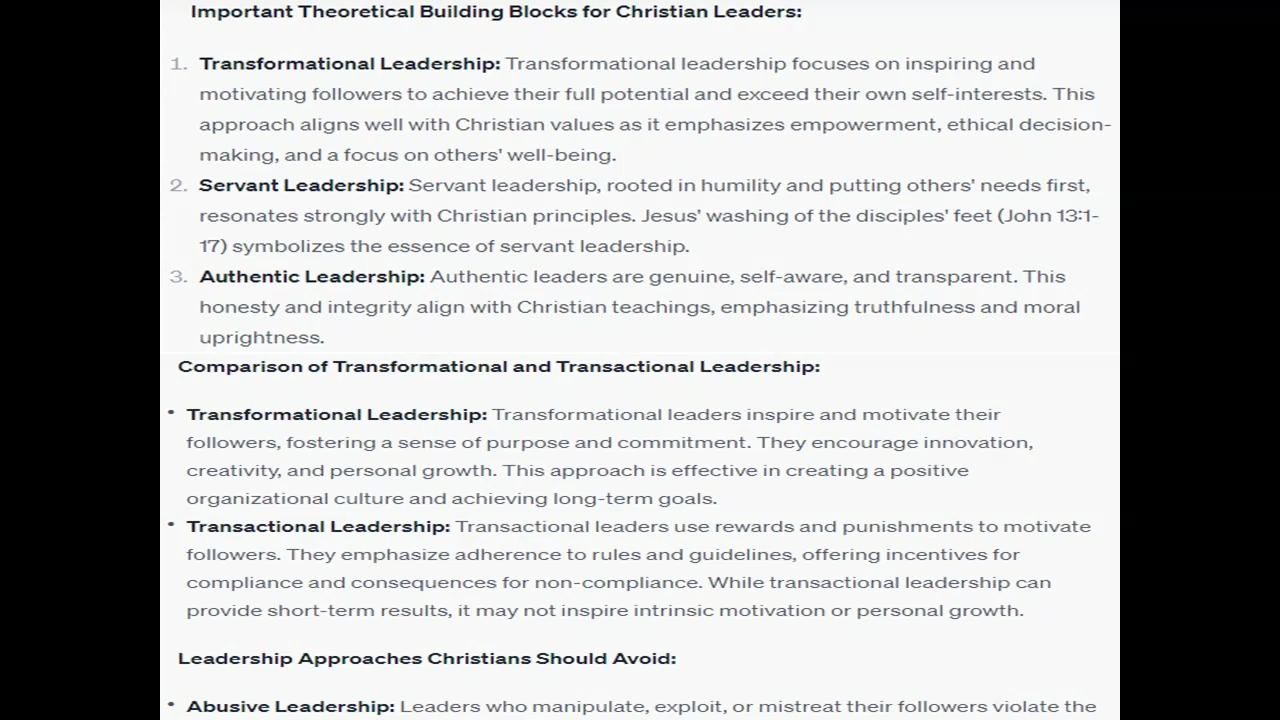 Important Theoretical Building Blocks for Christian Leaders:
1. Transformational Leadership: Transformational leadership focuses on inspiring and
motivating followers to achieve their full potential and exceed their own self-interests. This
approach aligns well with Christian values as it emphasizes empowerment, ethical decision-
making, and a focus on others' well-being.
2. Servant Leadership: Servant leadership, rooted in humility and putting others' needs first,
resonates strongly with Christian principles. Jesus' washing of the disciples' feet (John 13:1-
17) symbolizes the essence of servant leadership.
3. Authentic Leadership: Authentic leaders are genuine, self-aware, and transparent. This
honesty and integrity align with Christian teachings, emphasizing truthfulness and moral
uprightness.
Comparison of Transformational and Transactional Leadership:
• Transformational Leadership: Transformational leaders inspire and motivate their
followers, fostering a sense of purpose and commitment. They encourage innovation,
creativity, and personal growth. This approach is effective in creating a positive
organizational culture and achieving long-term goals.
• Transactional Leadership: Transactional leaders use rewards and punishments to motivate
followers. They emphasize adherence to rules and guidelines, offering incentives for
compliance and consequences for non-compliance. While transactional leadership can
provide short-term results, it may not inspire intrinsic motivation or personal growth.
Leadership Approaches Christians Should Avoid:
• Abusive Leadership: Leaders who manipulate, exploit, or mistreat their followers violate the